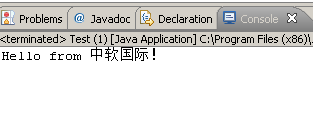 Problems @ Javadoc Declaration Console
<terminated> Test (1) [Java Application] C:\Program Files (x86)\
Hello from 中软国际!